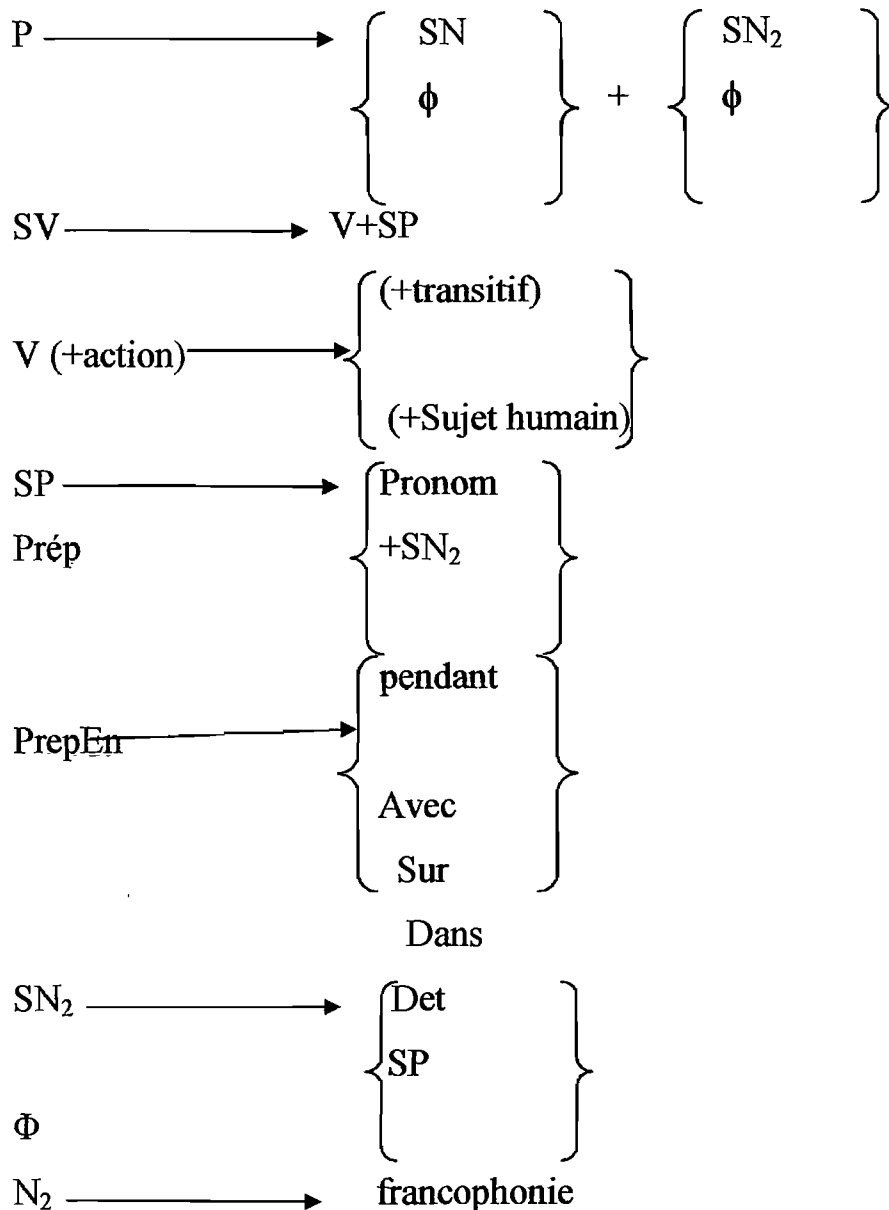 P ⟶ { SN } + { SN₂ }
ϕ ϕ
SV ⟶ V+SP
(+transitif)
V (+action) ⟶
(+Sujet humain)
SP ⟶ Pronom
Prép +SN₂
pendant
PrepEn ⟶
Avec
Sur
Dans
SN₂ ⟶ Det
SP
Φ
N₂ ⟶ francophonie